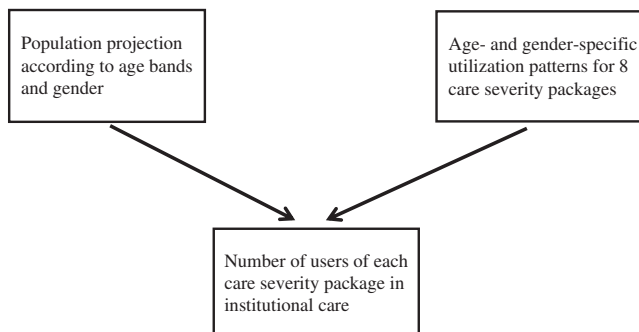 Population projection
according to age bands
and gender
Age- and gender-specific
utilization patterns for 8
care severity packages
Number of users of each
care severity package in
institutional care